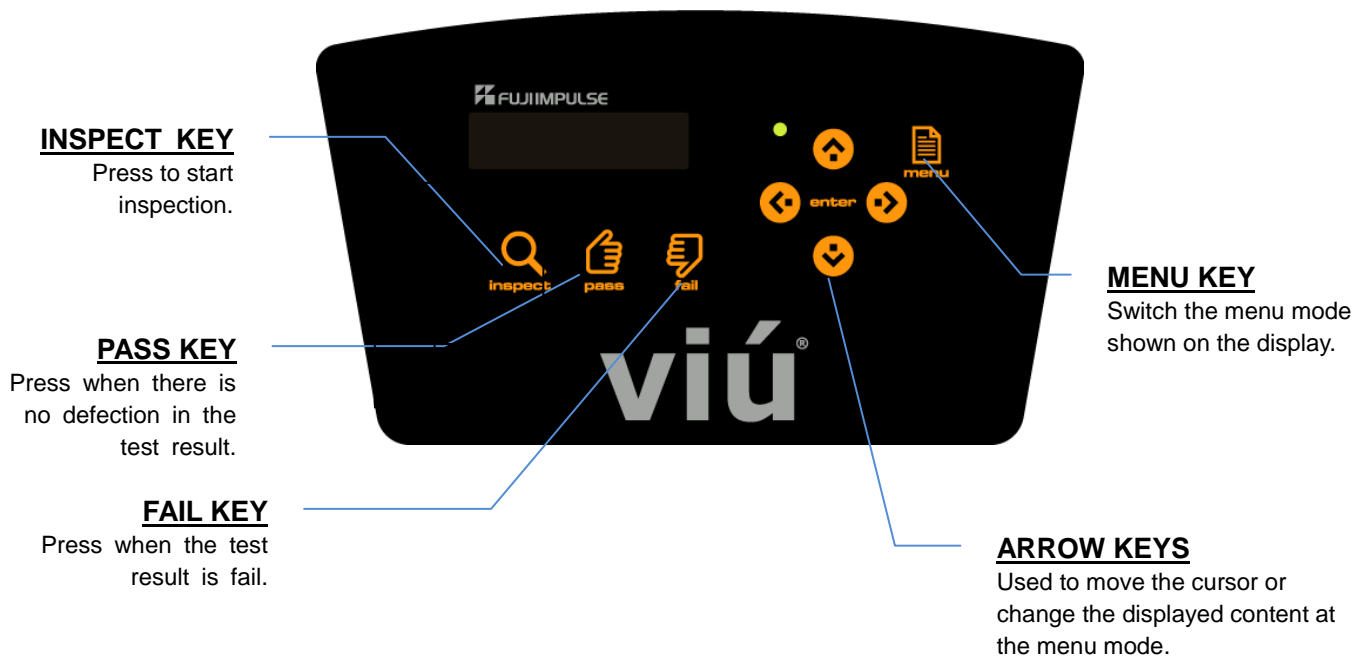 FUJIIMPULSE
INSPECT KEY
Press to start
inspection.
enter
menu
inspect
pass
fail
viú®
PASS KEY
Press when there is
no defection in the
test result.
FAIL KEY
Press when the test
result is fail.
MENU KEY
Switch the menu mode
shown on the display.
ARROW KEYS
Used to move the cursor or
change the displayed content at
the menu mode.